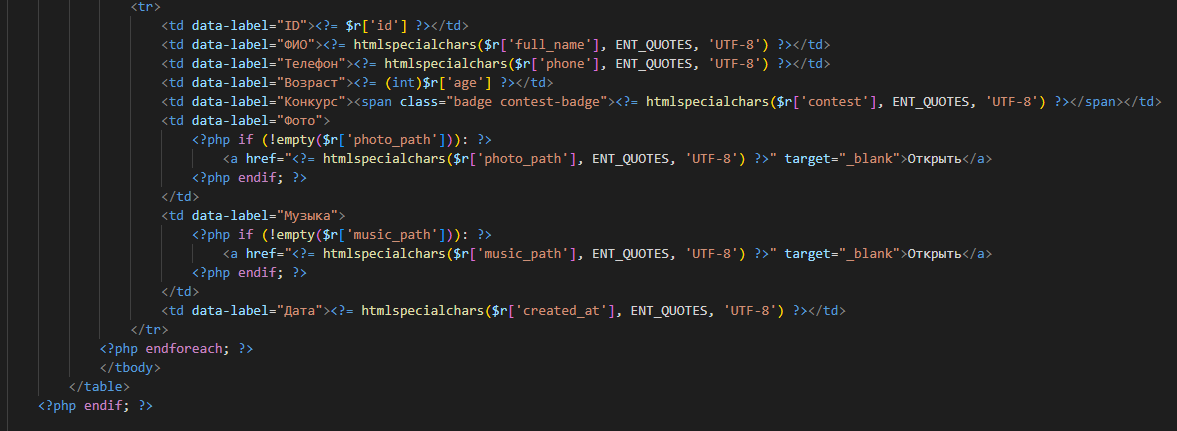 <tr>
<td data-label="ID"><?= $r['id'] ?></td>
<td data-label="ФИО"><?= htmlspecialchars($r['full_name'], ENT_QUOTES, 'UTF-8') ?></td>
<td data-label="Телефон"><?= htmlspecialchars($r['phone'], ENT_QUOTES, 'UTF-8') ?></td>
<td data-label="Возраст"><?= (int)$r['age'] ?></td>
<td data-label="Конкурс"><span class="badge contest-badge"><?= htmlspecialchars($r['contest'], ENT_QUOTES, 'UTF-8') ?></span></td>
<td data-label="Фото">
<?php if (!empty($r['photo_path'])): ?>
<a href="<?= htmlspecialchars($r['photo_path'], ENT_QUOTES, 'UTF-8') ?>" target="_blank">Открыть</a>
<?php endif; ?>
</td>
<td data-label="Музыка">
<?php if (!empty($r['music_path'])): ?>
<a href="<?= htmlspecialchars($r['music_path'], ENT_QUOTES, 'UTF-8') ?>" target="_blank">Открыть</a>
<?php endif; ?>
</td>
<td data-label="Дата"><?= htmlspecialchars($r['created_at'], ENT_QUOTES, 'UTF-8') ?></td>
</tr>
<?php endforeach; ?>
</tbody>
</table>
<?php endif; ?>